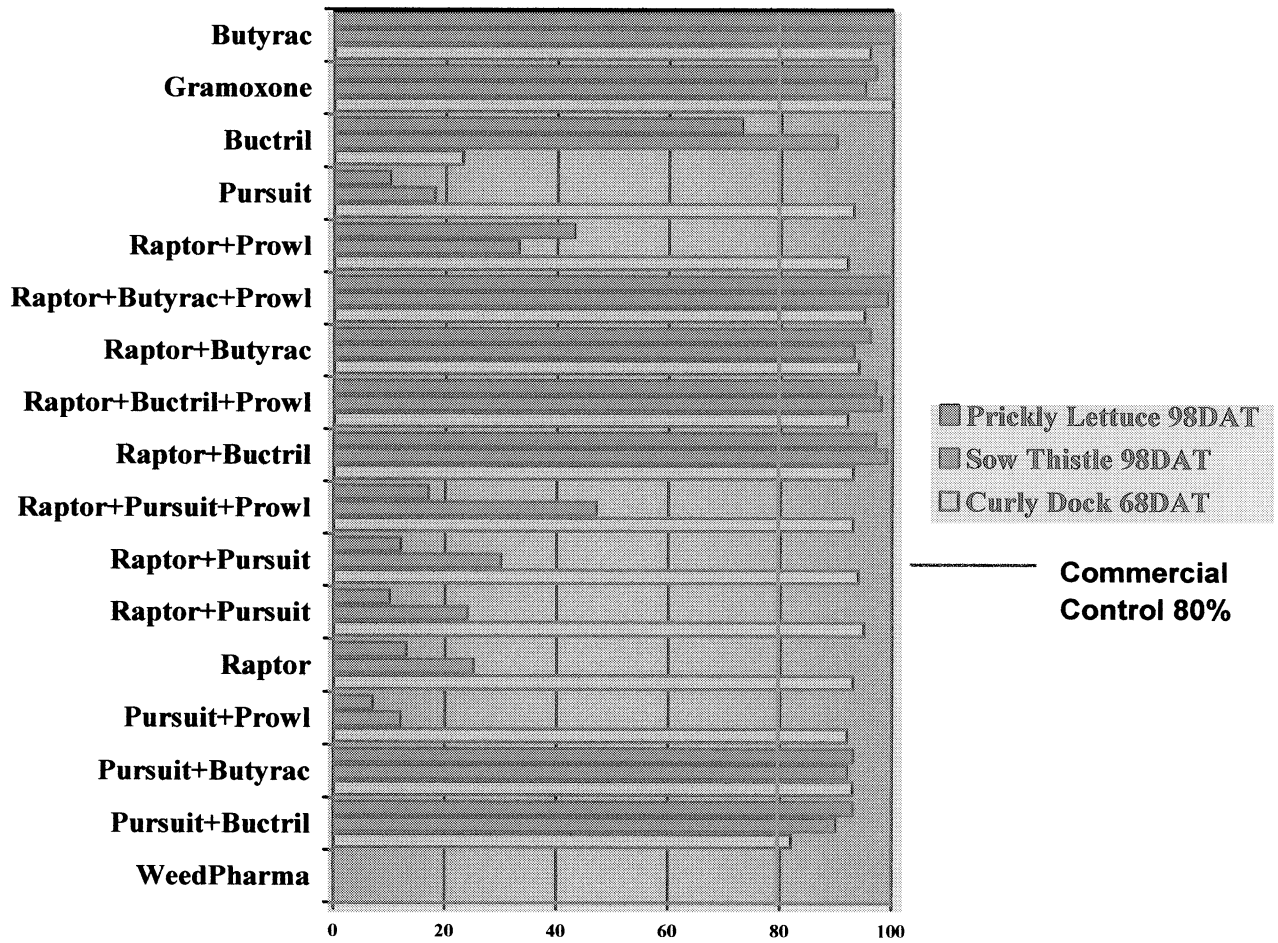 Butyrac
Gramoxone
Buctril
Pursuit
Raptor+Prowl
Raptor+Butyrac+Prowl
Raptor+Butyrac
Raptor+Buctril+Prowl
Raptor+Buctril
Raptor+Pursuit+Prowl
Raptor+Pursuit
Raptor+Pursuit
Raptor
Pursuit+Prowl
Pursuit+Butyrac
Pursuit+Buctril
WeedPharma
0 20 40 60 80 100
Prickly Lettuce 98DAT
Sow Thistle 98DAT
Curly Dock 68DAT
Commercial
Control 80%